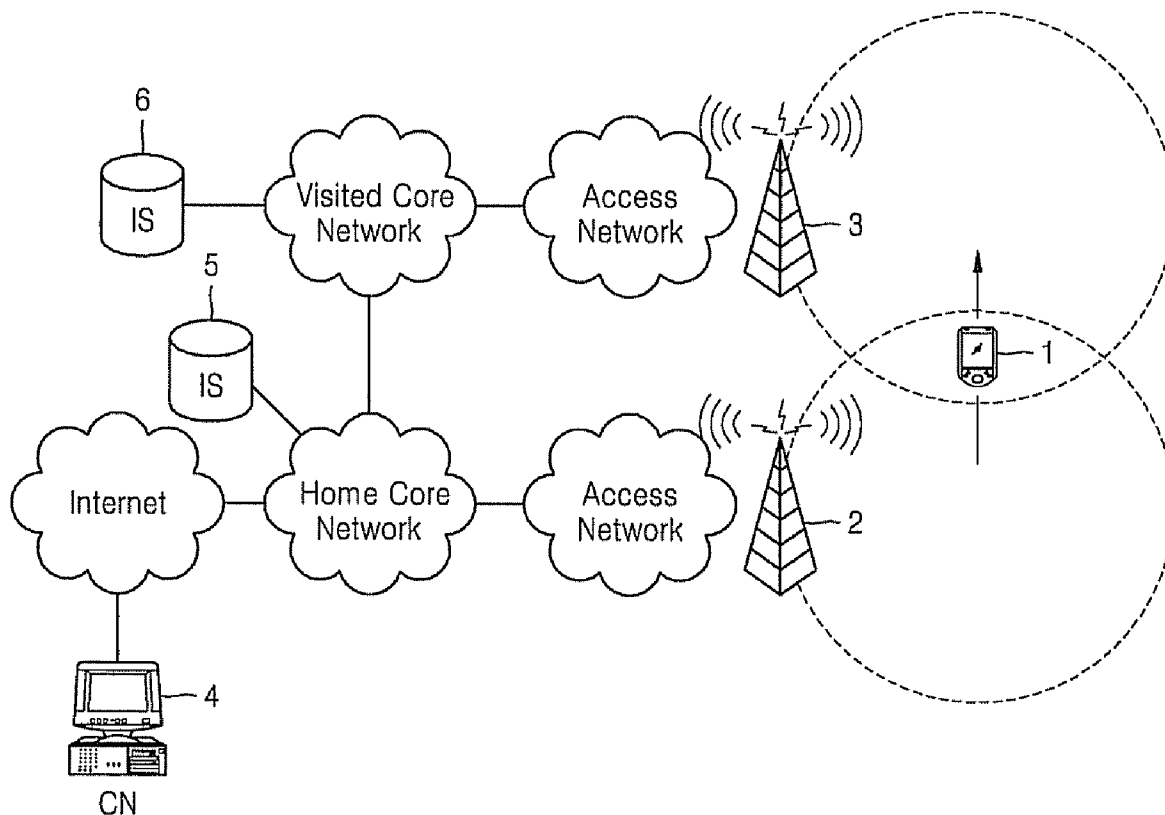 6
IS
Visited Core
Network
Access
Network
3
5
IS
1
Internet
Home Core
Network
Access
Network
2
4
CN